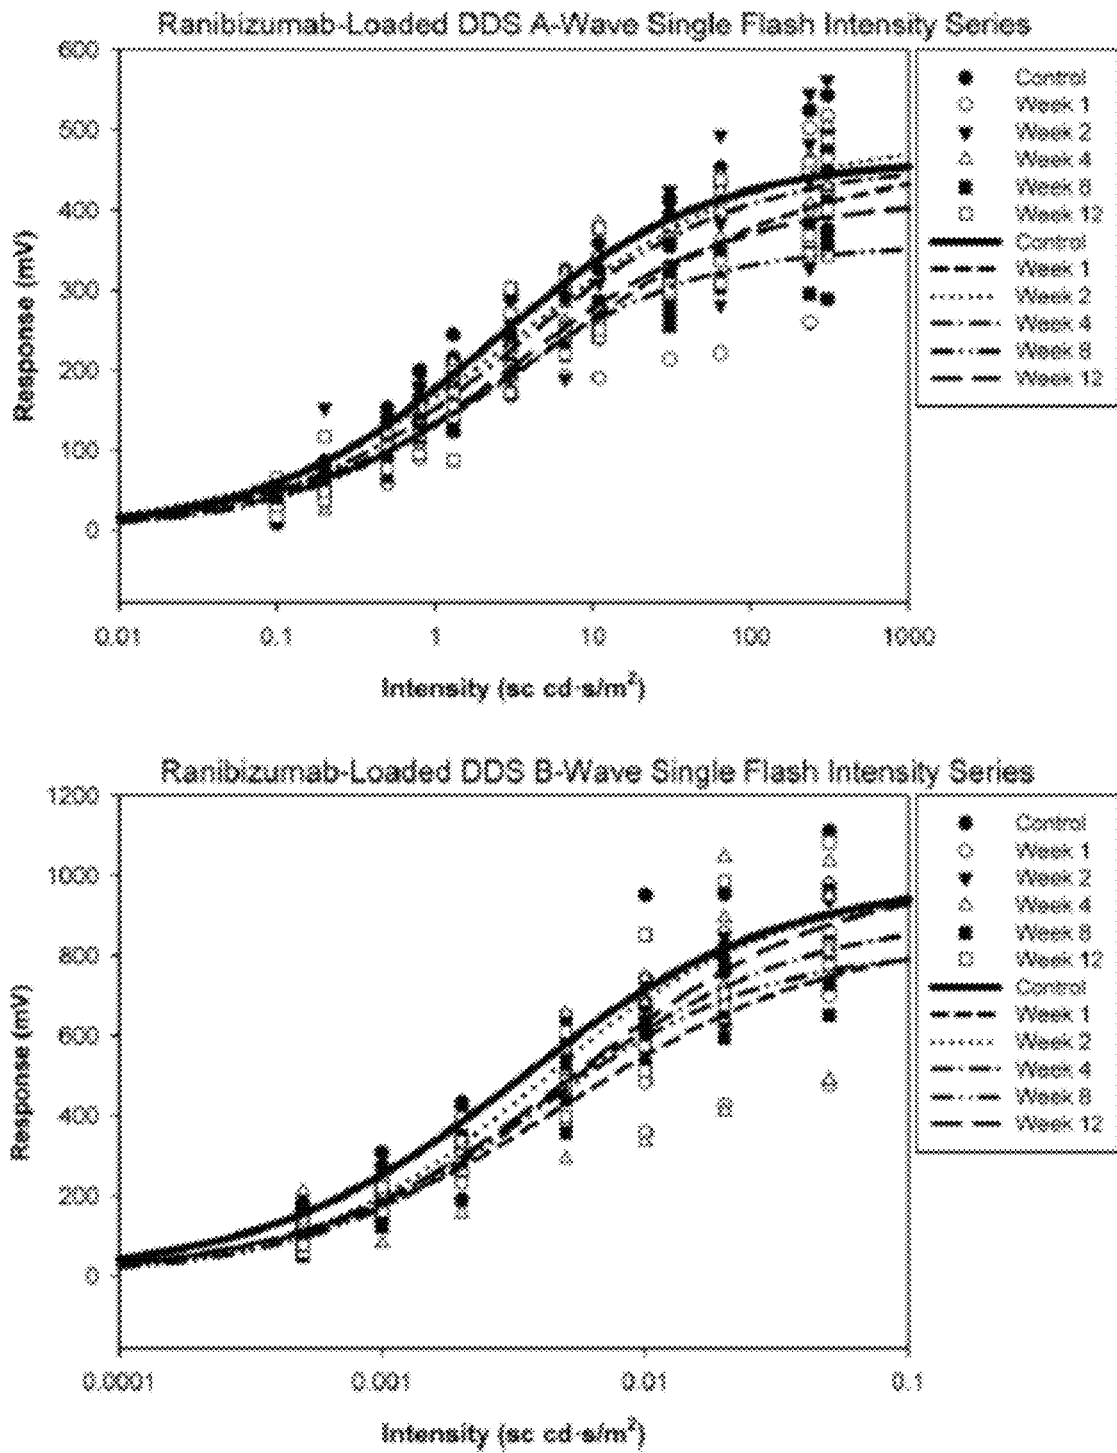 Ranibizumab-Loaded DDS A-Wave Single Flash Intensity Series
600
500
400
300
200
100
0
Response (mV)
0.01 0.1 1 10 100 1000
Intensity (sc cd·s/m²)
Control
Week 1
Week 2
Week 4
Week 8
Week 12
Control
Week 1
Week 2
Week 4
Week 8
Week 12
Ranibizumab-Loaded DDS B-Wave Single Flash Intensity Series
1200
1000
800
600
400
200
0
Response (mV)
0.0001 0.001 0.01 0.1
Intensity (sc cd·s/m²)
Control
Week 1
Week 2
Week 4
Week 8
Week 12
Control
Week 1
Week 2
Week 4
Week 8
Week 12